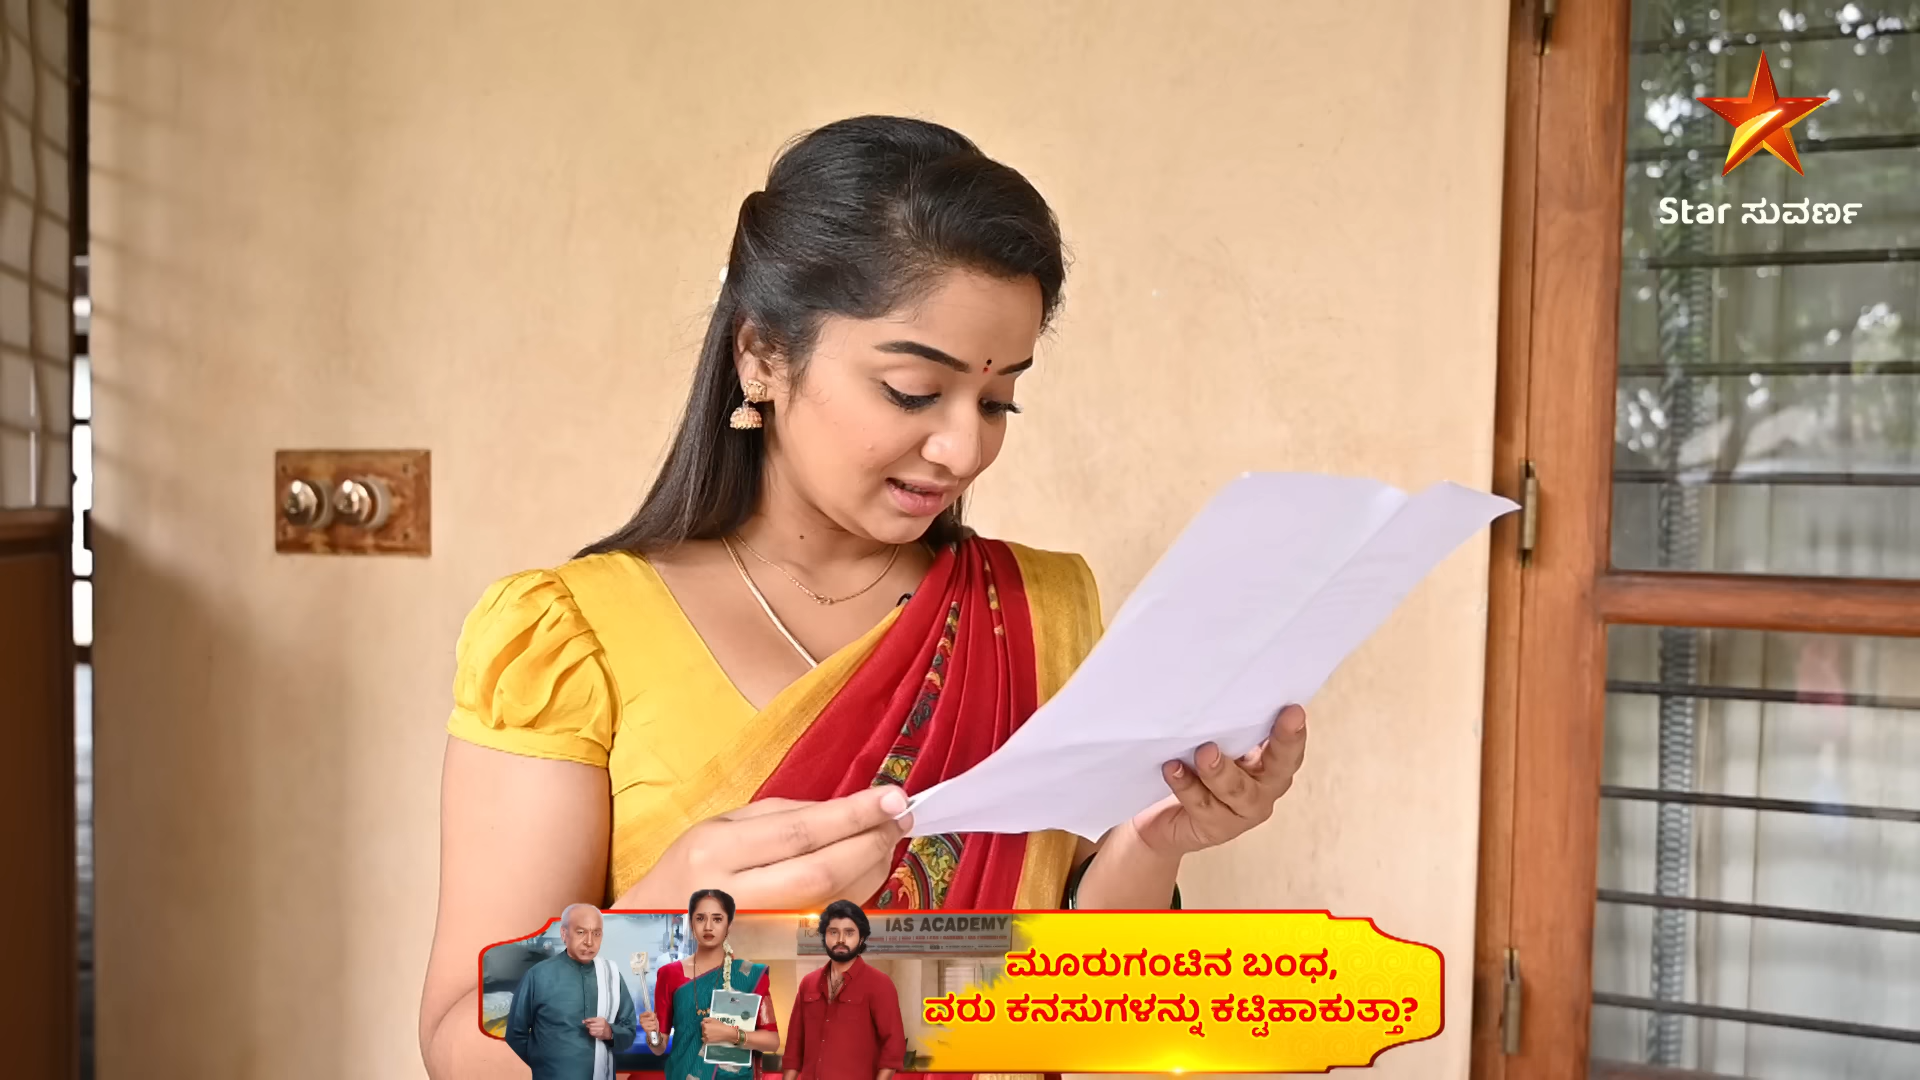 Star ಸುವರ್ಣ
IAS ACADEMY
ಮೂರುಗಂಟಿನ ಬಂಧ,
ವರು ಕನಸುಗಳನ್ನು ಕಟ್ಟಿಹಾಕುತ್ತಾ?